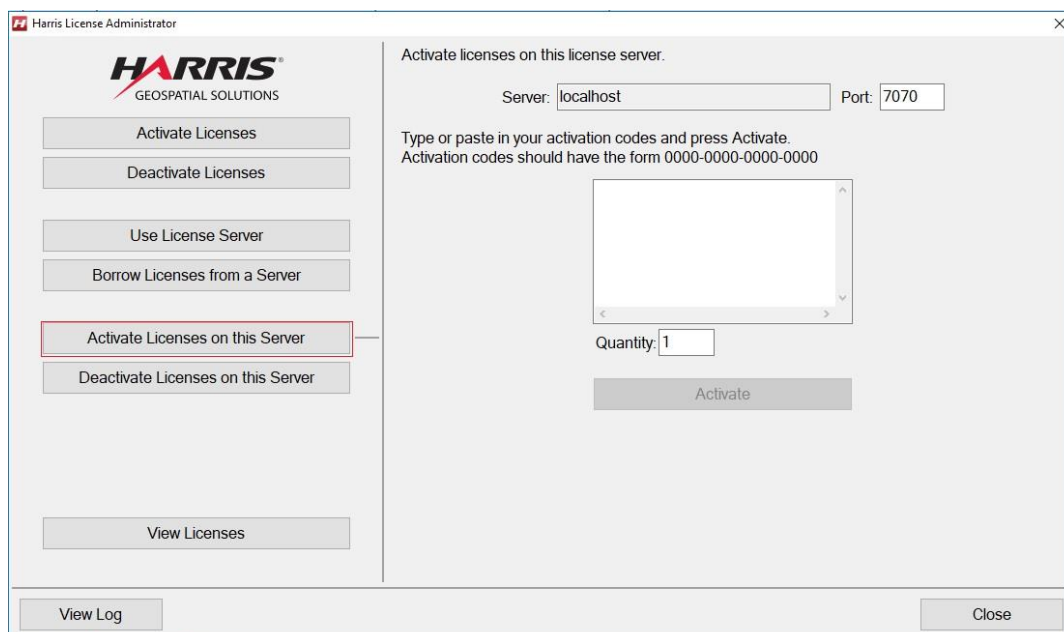 Harris License Administrator
HARRIS
GEOSPATIAL SOLUTIONS
Activate Licenses
Deactivate Licenses
Use License Server
Borrow Licenses from a Server
Activate Licenses on this Server
Deactivate Licenses on this Server
View Licenses
View Log
Activate licenses on this license server.
Server: localhost Port: 7070
Type or paste in your activation codes and press Activate.
Activation codes should have the form 0000-0000-0000-0000
Quantity: 1
Activate
Close